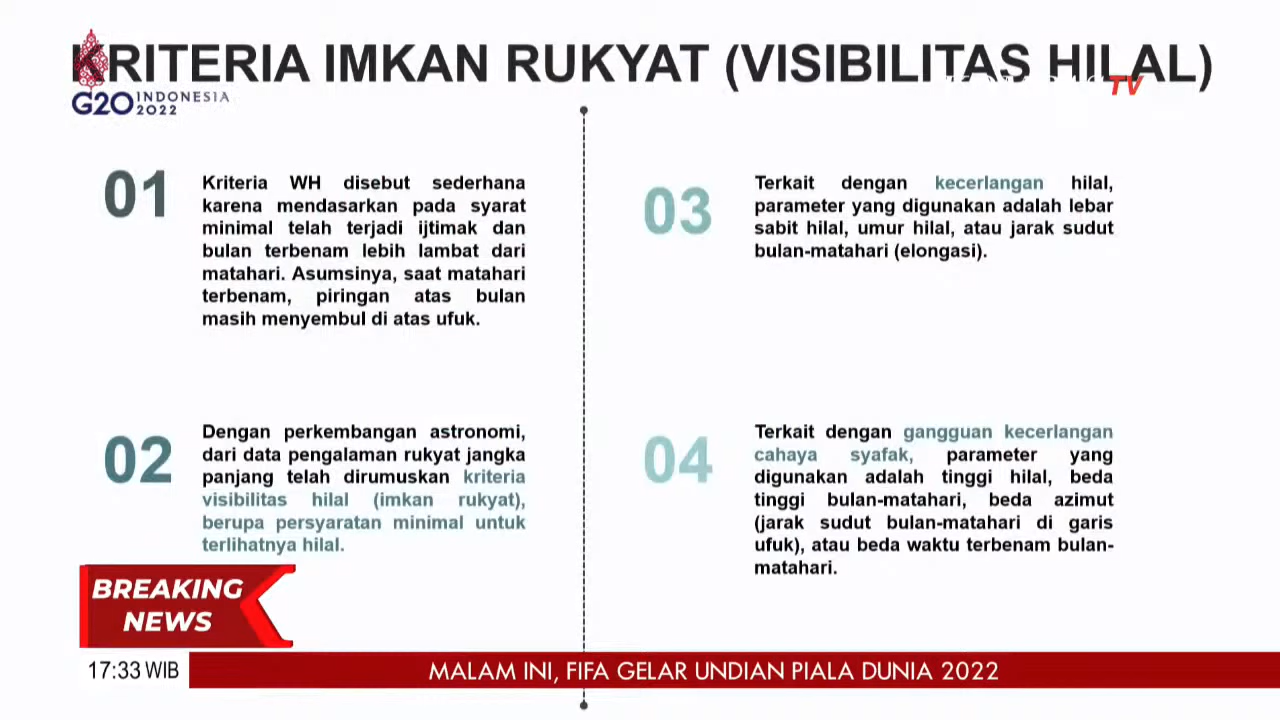 KRITERIA IMKAN RUKYAT (VISIBILITAS HILAL)
G20 INDONESIA
2022
TV
01
Kriteria WH disebut sederhana
karena mendasarkan pada syarat
minimal telah terjadi ijtimak dan
bulan terbenam lebih lambat dari
matahari. Asumsinya, saat matahari
terbenam, piringan atas bulan
masih menyembul di atas ufuk.
02
Dengan perkembangan astronomi,
dari data pengalaman rukyat jangka
panjang telah dirumuskan kriteria
visibilitas hilal (imkan rukyat),
berupa persyaratan minimal untuk
terlihatnya hilal.
03
Terkait dengan kecerlangan hilal,
parameter yang digunakan adalah lebar
sabit hilal, umur hilal, atau jarak sudut
bulan-matahari (elongasi).
04
Terkait dengan gangguan kecerlangan
cahaya syafak, parameter yang
digunakan adalah tinggi hilal, beda
tinggi bulan-matahari, beda azimut
(jarak sudut bulan-matahari di garis
ufuk), atau beda waktu terbenam bulan-
matahari.
BREAKING
NEWS
17:33 WIB
MALAM INI, FIFA GELAR UNDIAN PIALA DUNIA 2022